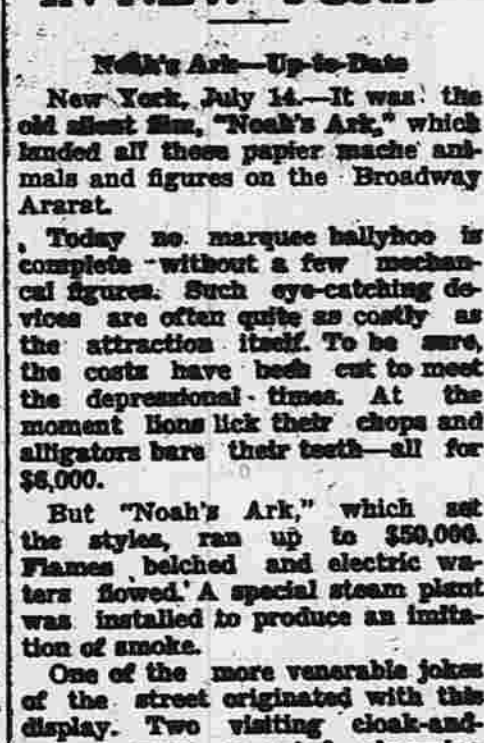 Noah's Ark—Up-to-Date
New York, July 14.—It was the
old silent film, "Noah's Ark," which
landed all these papier mache ani-
mals and figures on the Broadway
Ararat.
Today no marquee ballyhoo is
complete without a few mechan-
cal figures. Such eye-catching de-
vices are often quite as costly as
the attraction itself. To be sure,
the costs have been cut to meet
the depressional times. At the
moment lions lick their chops and
alligators bare their teeth—all for
$6,000.
But "Noah's Ark," which set
the styles, ran up to $50,000.
Flames belched and electric wa-
ters flowed. A special steam plant
was installed to produce an imita-
tion of smoke.
One of the more venerable jokes
of the street originated with this
display. Two visiting cloak-and-